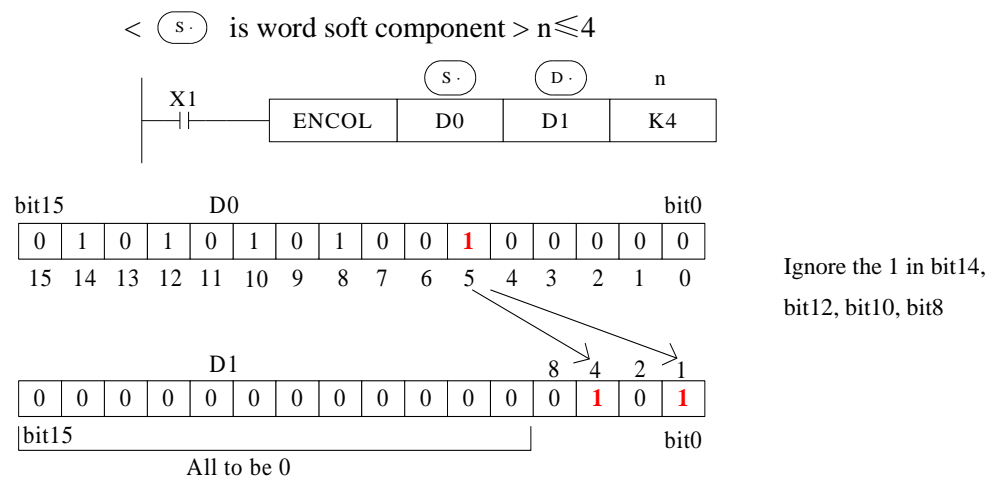 < S· is word soft component > n≤4
S· D· n
X1
ENCOL D0 D1 K4
bit15 D0 bit0
0 1 0 1 0 1 0 1 0 0 1 0 0 0 0 0
15 14 13 12 11 10 9 8 7 6 5 4 3 2 1 0
Ignore the 1 in bit14,
bit12, bit10, bit8
D1 8 4 2 1
0 0 0 0 0 0 0 0 0 0 0 0 0 1 0 1
bit15 bit0
All to be 0